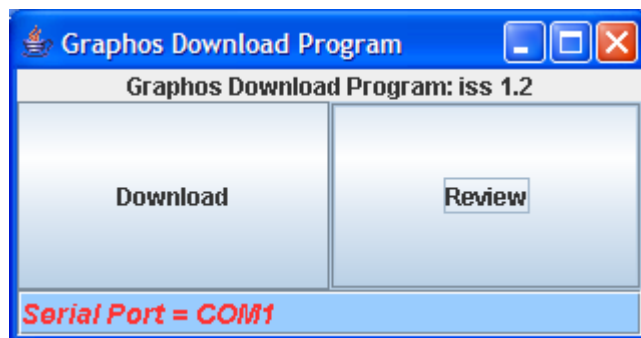 Graphos Download Program
Graphos Download Program: iss 1.2
Download Review
Serial Port = COM1